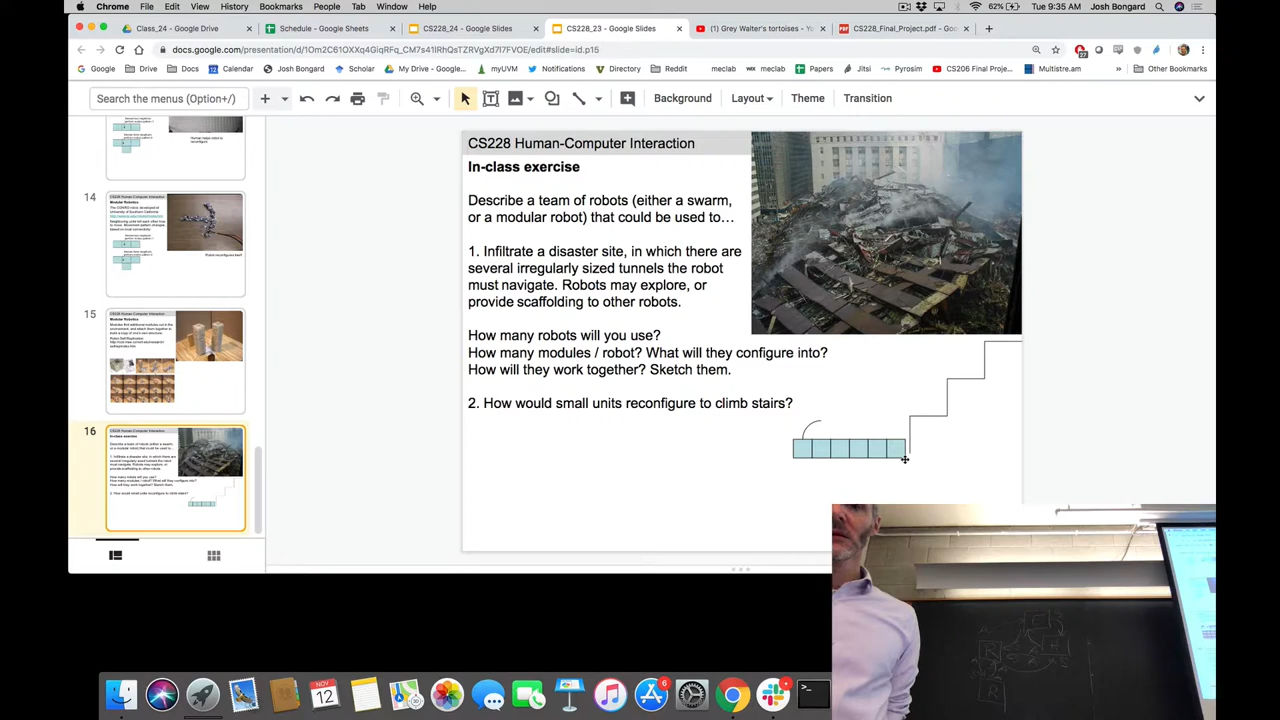 Chrome File Edit View History Bookmarks People Tab Window Help 62% Tue 9:35 AM Josh Bongard
Class_24 - Google Drive
Schedule - Google Sheets
CS228_24 - Google Slides
CS228_23 - Google Slides
(1) Grey Walter's tortoises - Yo
CS228_Final_Project.pdf - Goo
docs.google.com/presentation/d/1Om2C61OXXq4GiqRFq_CM7s41RhQsTZRVgXd7I7FVOE/edit#slide=id.p15
Google Drive Docs Calendar Josh Bongard Scholar My Drive - Google... myUVM Notifications Directory Reddit meclab meclab Papers Jitsi Pyrosim CS206 Final Proje... Multistre.am » Other Bookmarks
Search the menus (Option+/)
Background Layout Theme Transition
14
15
16
CS228 Human-Computer Interaction
In-class exercise
Describe a team of robots (either a swarm,
modular robot) that could be used to…
Infiltrate a disaster site, in which there are
several irregularly sized tunnels the robot
must navigate. Robots may explore, or
provide scaffolding to other robots.
How many robots will you use?
How many modules / robot? What will they configure into?
How will they work together? Sketch them.
2. How would small units reconfigure to climb stairs?
NOV
12
6
R
R